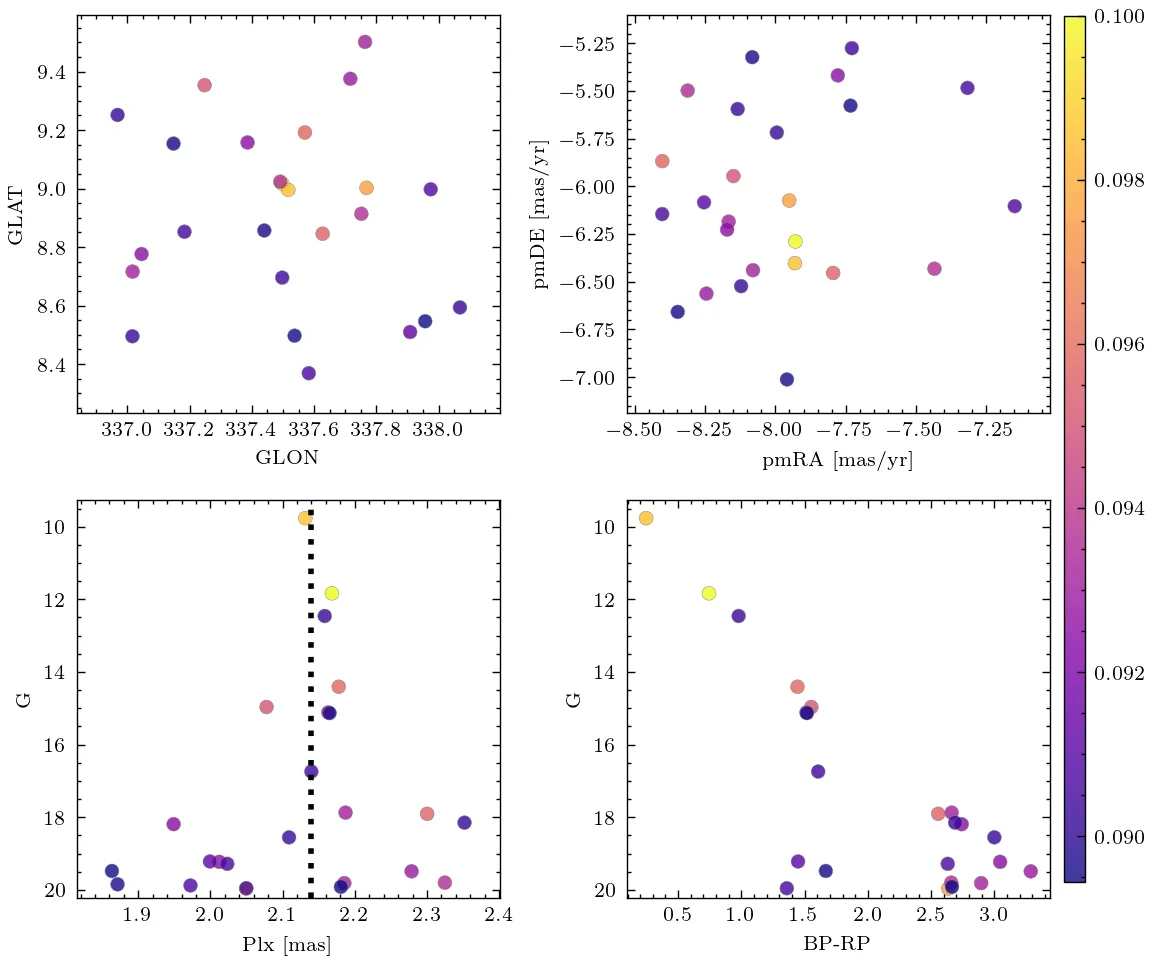 9.4
9.2
9.0
8.8
8.6
8.4
GLAT
337.0 337.2 337.4 337.6 337.8 338.0
GLON
−5.25
−5.50
−5.75
−6.00
−6.25
−6.50
−6.75
−7.00
pmDE [mas/yr]
−8.50 −8.25 −8.00 −7.75 −7.50 −7.25
pmRA [mas/yr]
0.100
0.098
0.096
0.094
0.092
0.090
10
12
14
16
18
20
G
1.9 2.0 2.1 2.2 2.3 2.4
Plx [mas]
10
12
14
16
18
20
G
0.5 1.0 1.5 2.0 2.5 3.0
BP-RP